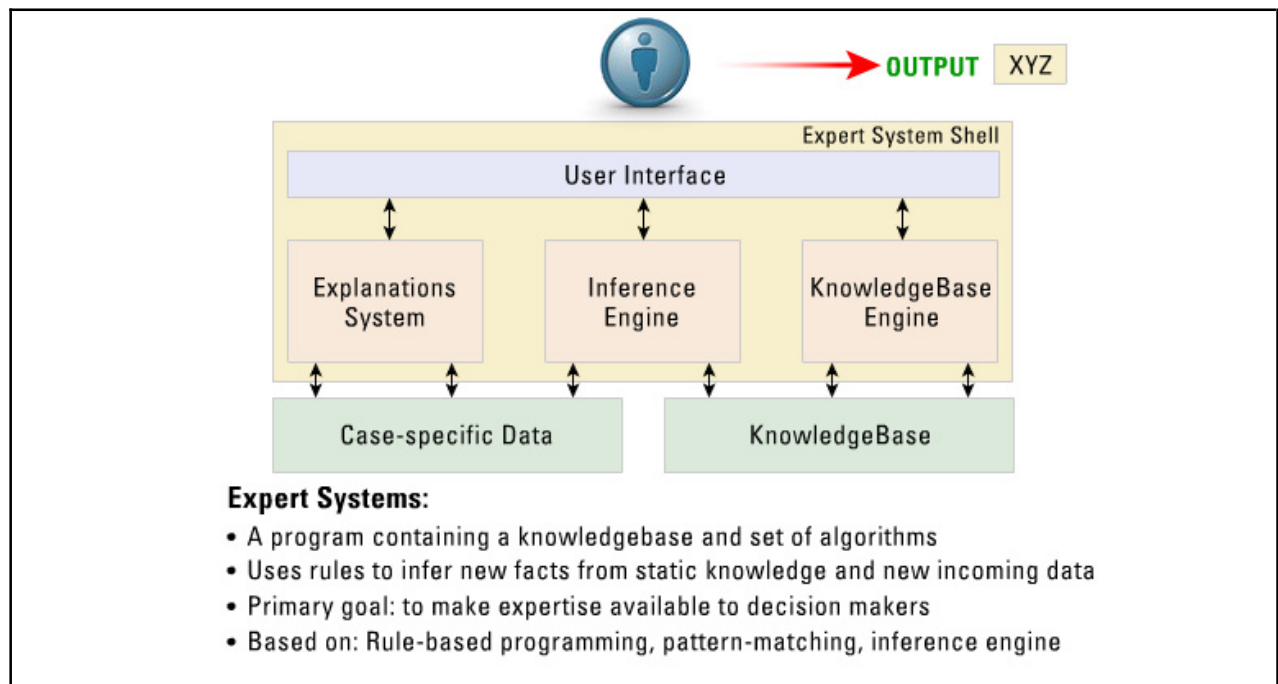 OUTPUT XYZ
Expert System Shell
User Interface
Explanations
System
Inference
Engine
KnowledgeBase
Engine
Case-specific Data
KnowledgeBase
Expert Systems:
• A program containing a knowledgebase and set of algorithms
• Uses rules to infer new facts from static knowledge and new incoming data
• Primary goal: to make expertise available to decision makers
• Based on: Rule-based programming, pattern-matching, inference engine